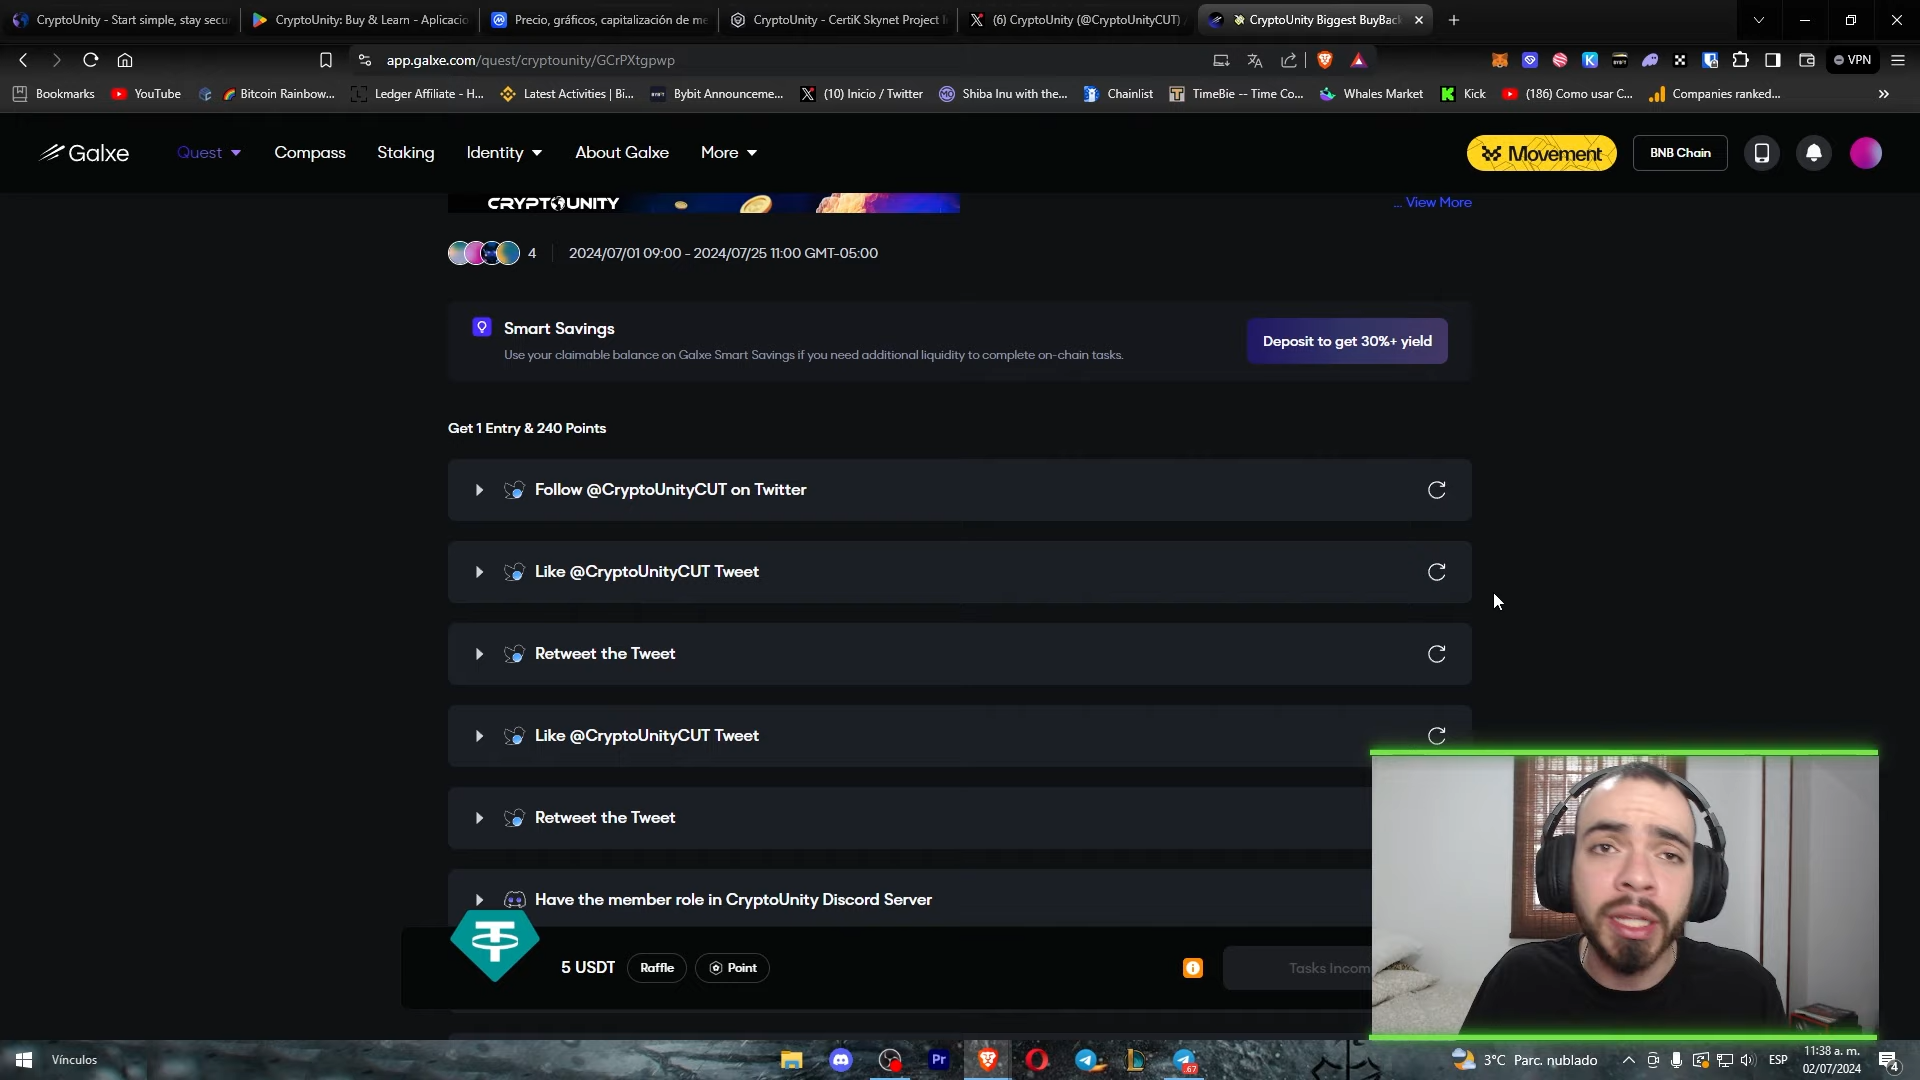 CryptoUnity - Start simple, stay secu
CryptoUnity: Buy & Learn - Aplicacio
Precio, gráficos, capitalización de me
CryptoUnity - CertiK Skynet Project I
(6) CryptoUnity (@CryptoUnityCUT)
CryptoUnity Biggest BuyBack
app.galxe.com/quest/cryptounity/GCrPXtgpwp
VPN
Bookmarks
YouTube
Bitcoin Rainbow...
Ledger Affiliate - H...
Latest Activities | Bi...
Bybit Announceme...
(10) Inicio / Twitter
Shiba Inu with the...
Chainlist
TimeBie -- Time Co...
Whales Market
Kick
(186) Como usar C...
Companies ranked...
Galxe
Quest
Compass
Staking
Identity
About Galxe
More
Movement
BNB Chain
CRYPTOUNITY
... View More
4
2024/07/01 09:00 - 2024/07/25 11:00 GMT-05:00
Smart Savings
Use your claimable balance on Galxe Smart Savings if you need additional liquidity to complete on-chain tasks.
Deposit to get 30%+ yield
Get 1 Entry & 240 Points
Follow @CryptoUnityCUT on Twitter
Like @CryptoUnityCUT Tweet
Retweet the Tweet
Like @CryptoUnityCUT Tweet
Retweet the Tweet
Have the member role in CryptoUnity Discord Server
5 USDT
Raffle
Point
Tasks Incom
Vínculos
Pr
67
3°C Parc. nublado
ESP
11:38 a. m.
02/07/2024
4